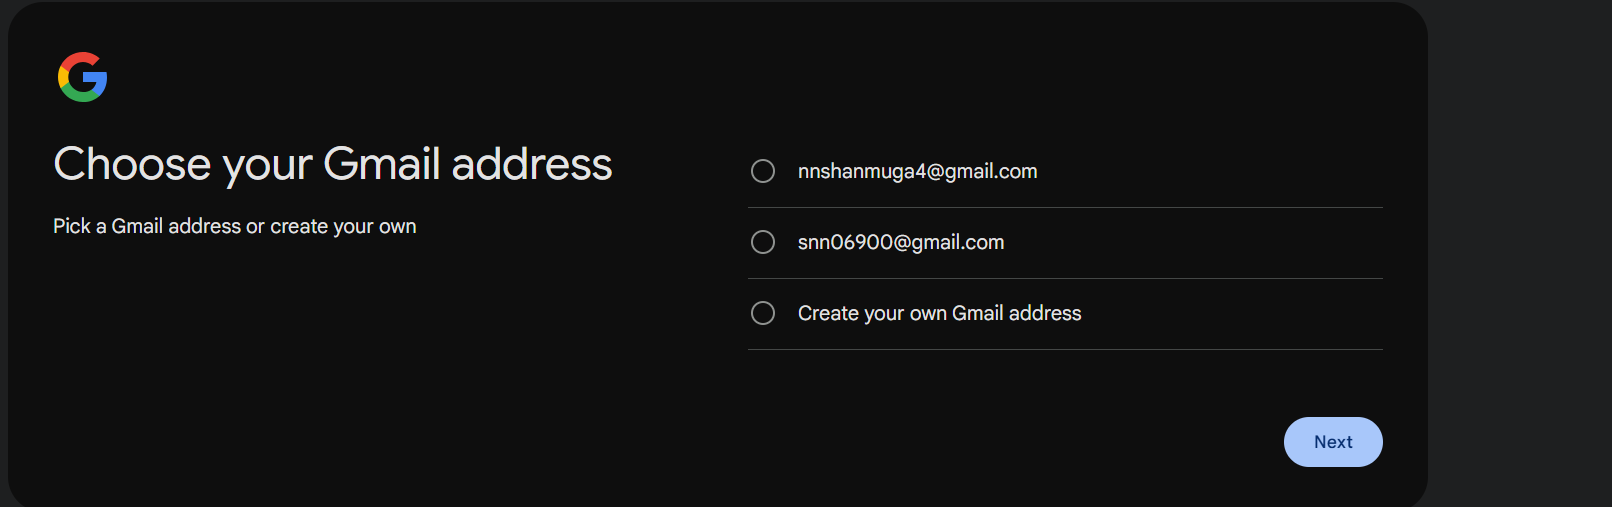 Choose your Gmail address
Pick a Gmail address or create your own
nnshanmuga4@gmail.com
snn06900@gmail.com
Create your own Gmail address
Next